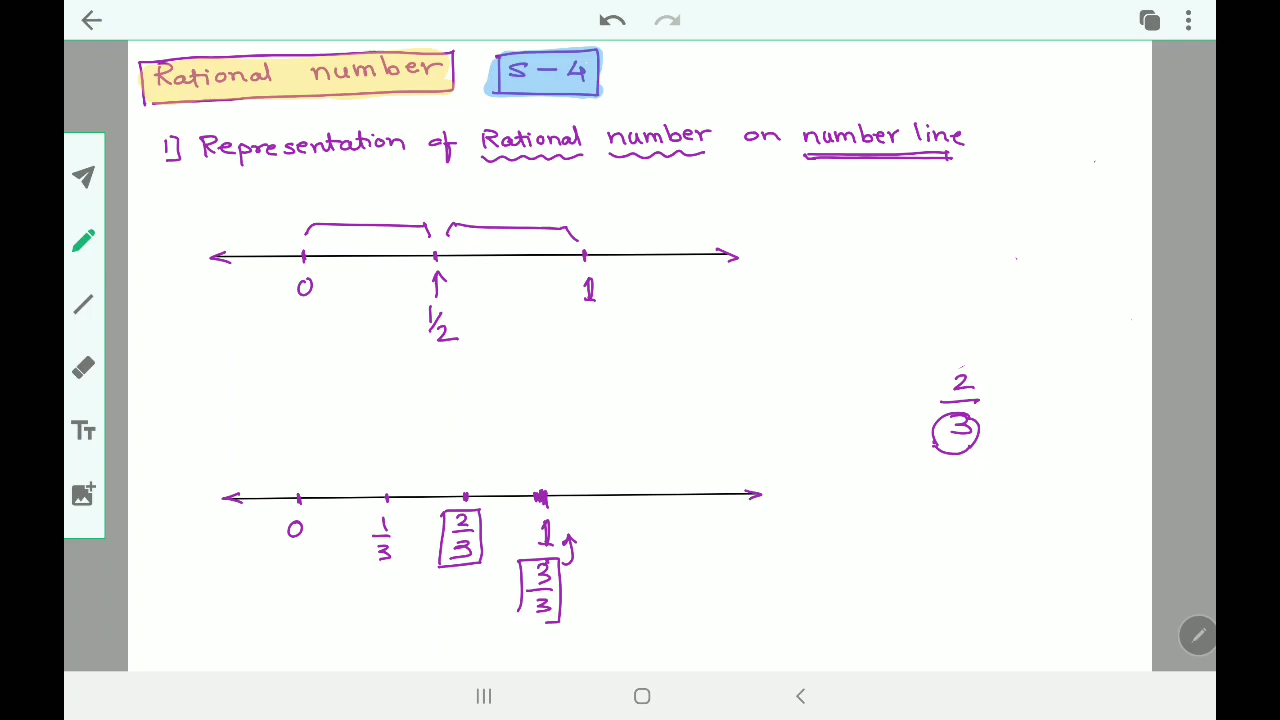 Rational number S-4
1] Representation of Rational number on number line
0 1
1/2
2/3
0 1/3 2/3 1
3/3
Tт